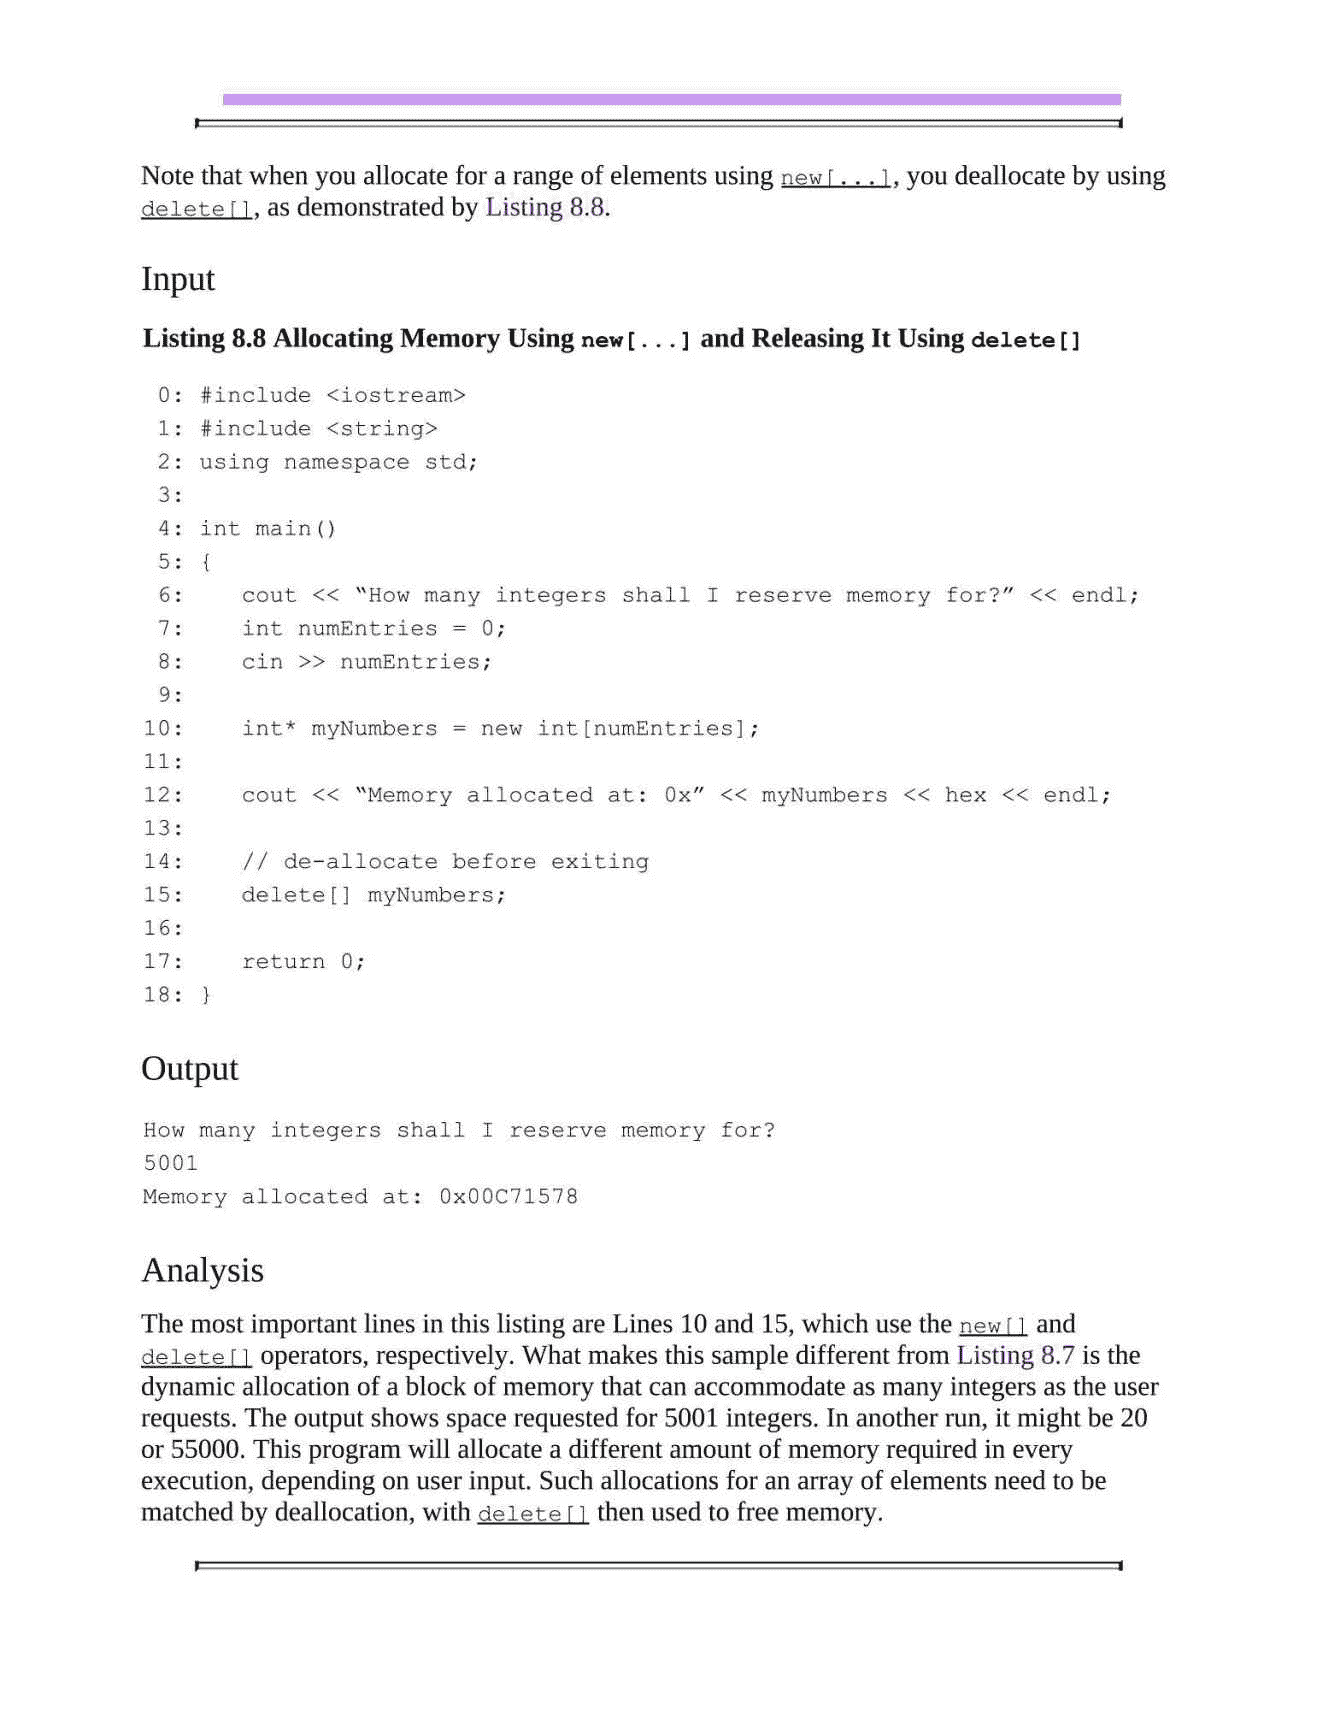 Note that when you allocate for a range of elements using new[...], you deallocate by using
delete[], as demonstrated by Listing 8.8.
Input
Listing 8.8 Allocating Memory Using new[...] and Releasing It Using delete[]
0: #include <iostream>
1: #include <string>
2: using namespace std;
3:
4: int main()
5: {
6:    cout << “How many integers shall I reserve memory for?” << endl;
7:    int numEntries = 0;
8:    cin >> numEntries;
9:
10:    int* myNumbers = new int[numEntries];
11:
12:    cout << “Memory allocated at: 0x” << myNumbers << hex << endl;
13:
14:    // de-allocate before exiting
15:    delete[] myNumbers;
16:
17:    return 0;
18: }
Output
How many integers shall I reserve memory for?
5001
Memory allocated at: 0x00C71578
Analysis
The most important lines in this listing are Lines 10 and 15, which use the new[] and
delete[] operators, respectively. What makes this sample different from Listing 8.7 is the
dynamic allocation of a block of memory that can accommodate as many integers as the user
requests. The output shows space requested for 5001 integers. In another run, it might be 20
or 55000. This program will allocate a different amount of memory required in every
execution, depending on user input. Such allocations for an array of elements need to be
matched by deallocation, with delete[] then used to free memory.